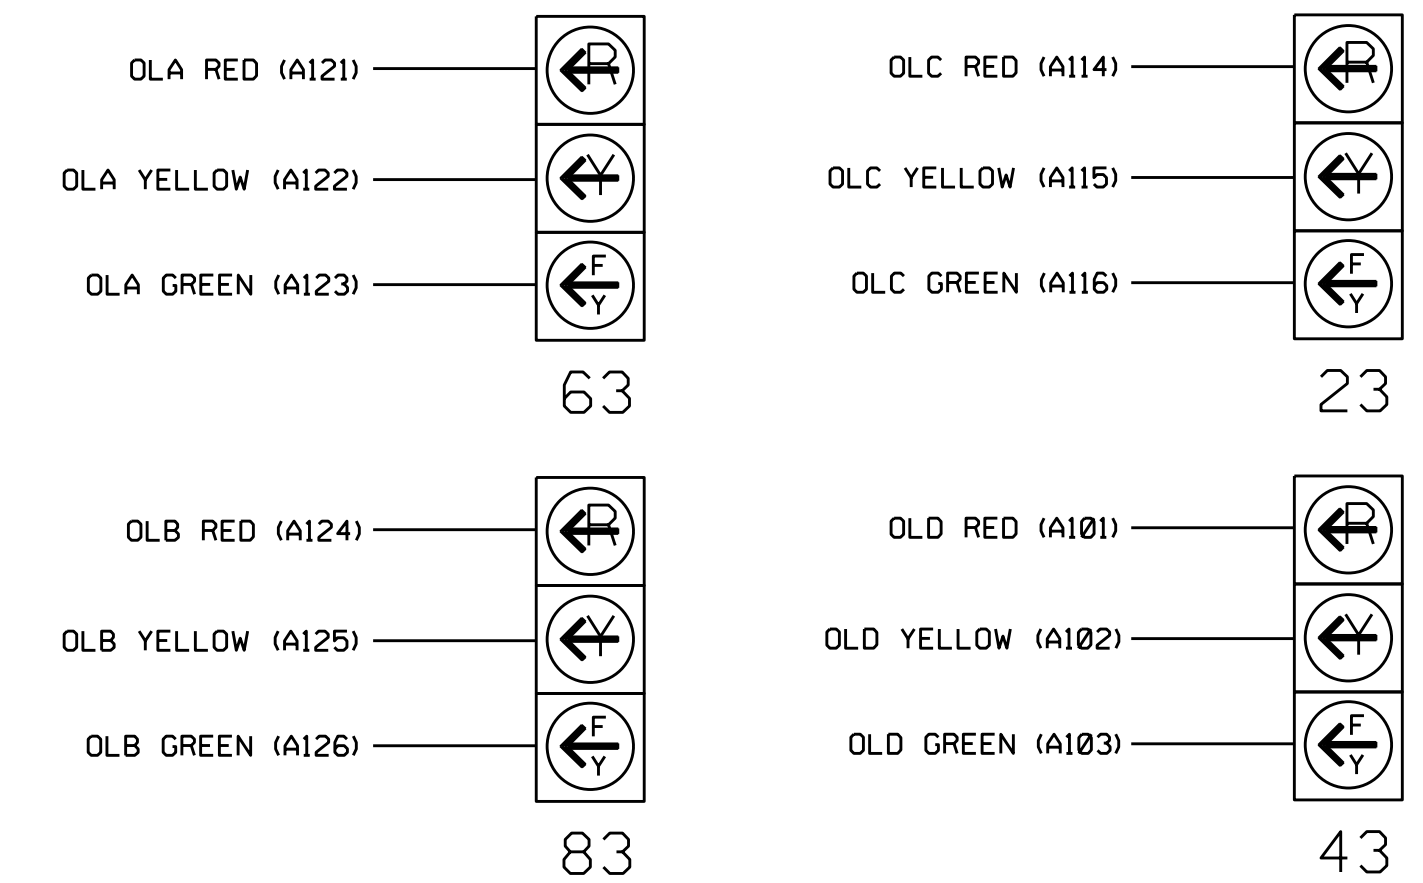 OLA RED (A121)
R
OLA YELLOW (A122)
Y
OLA GREEN (A123)
F
Y
63
OLC RED (A114)
R
OLC YELLOW (A115)
Y
OLC GREEN (A116)
F
Y
23
OLB RED (A124)
R
OLB YELLOW (A125)
Y
OLB GREEN (A126)
F
Y
83
OLD RED (A101)
R
OLD YELLOW (A102)
Y
OLD GREEN (A103)
F
Y
43